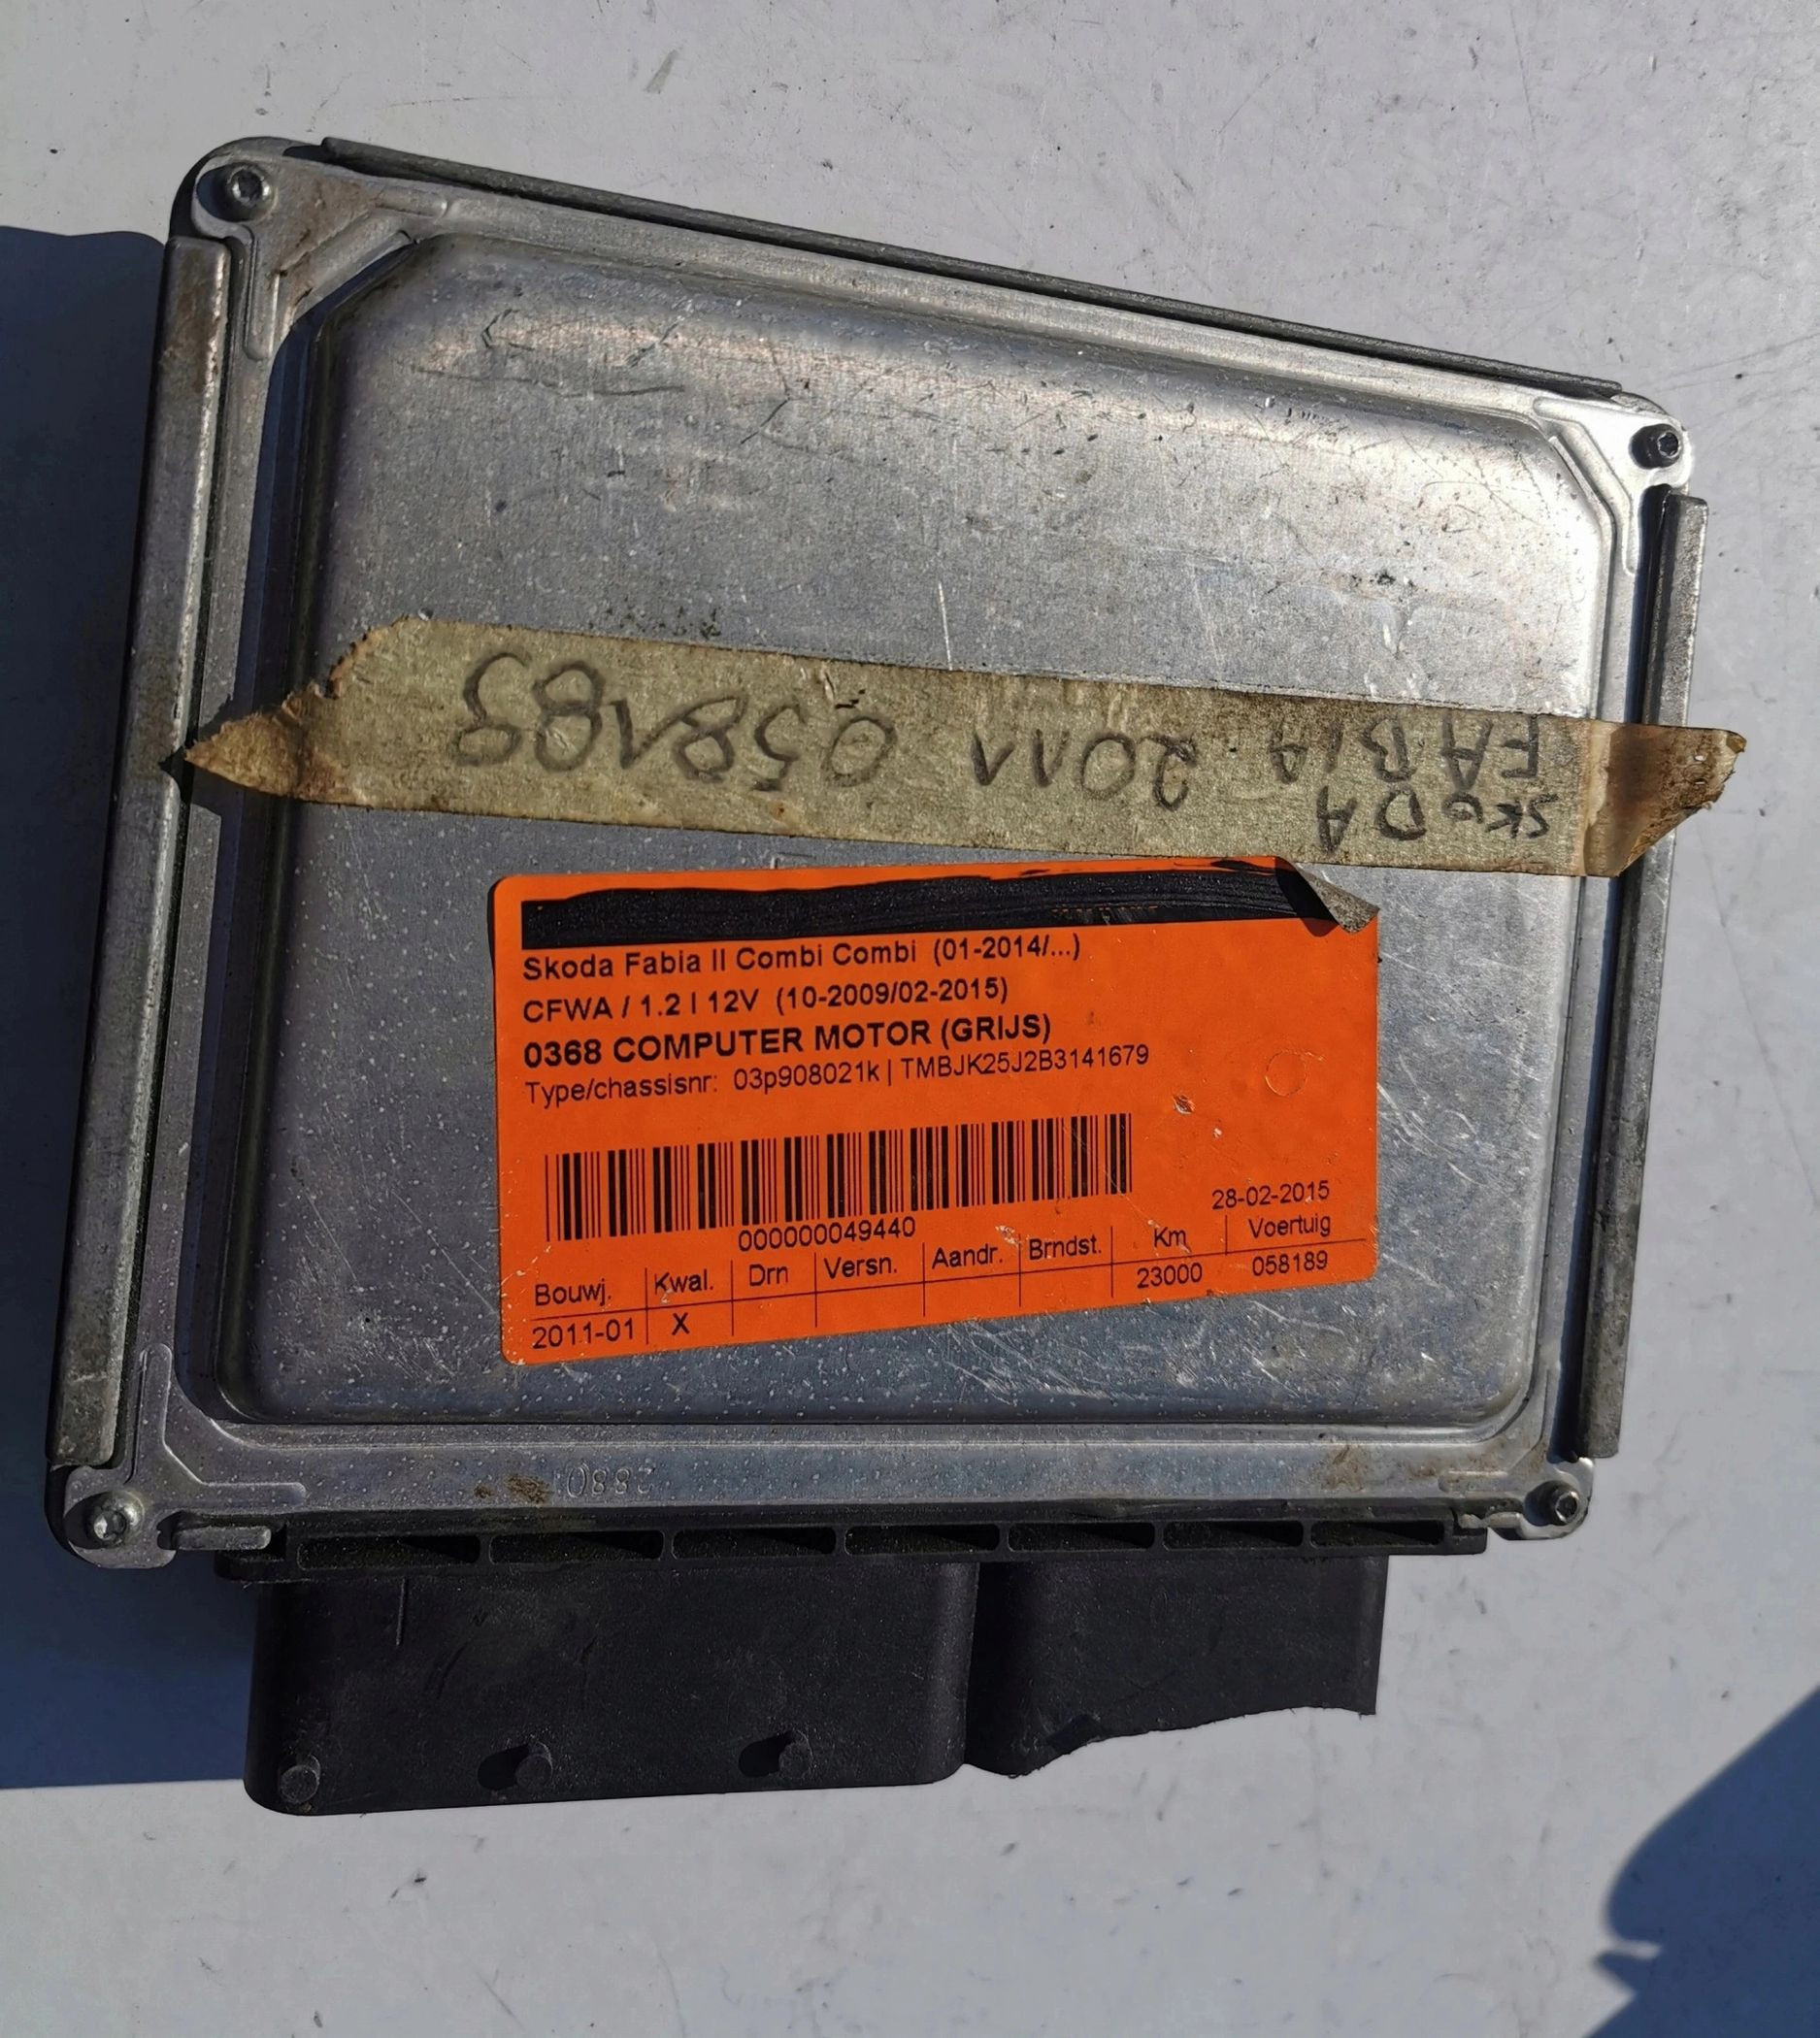 SKODA
FABIA 2011 058189
Skoda Fabia II Combi Combi (01-2014/...)
CFWA / 1.2 l 12V (10-2009/02-2015)
0368 COMPUTER MOTOR (GRIJS)
Type/chassisnr: 03p908021k | TMBJK25J2B3141679
000000049440
28-02-2015
Bouwj. Kwal. Drn Versn. Aandr. Brndst. Km Voertuig
2011-01 X 23000 058189